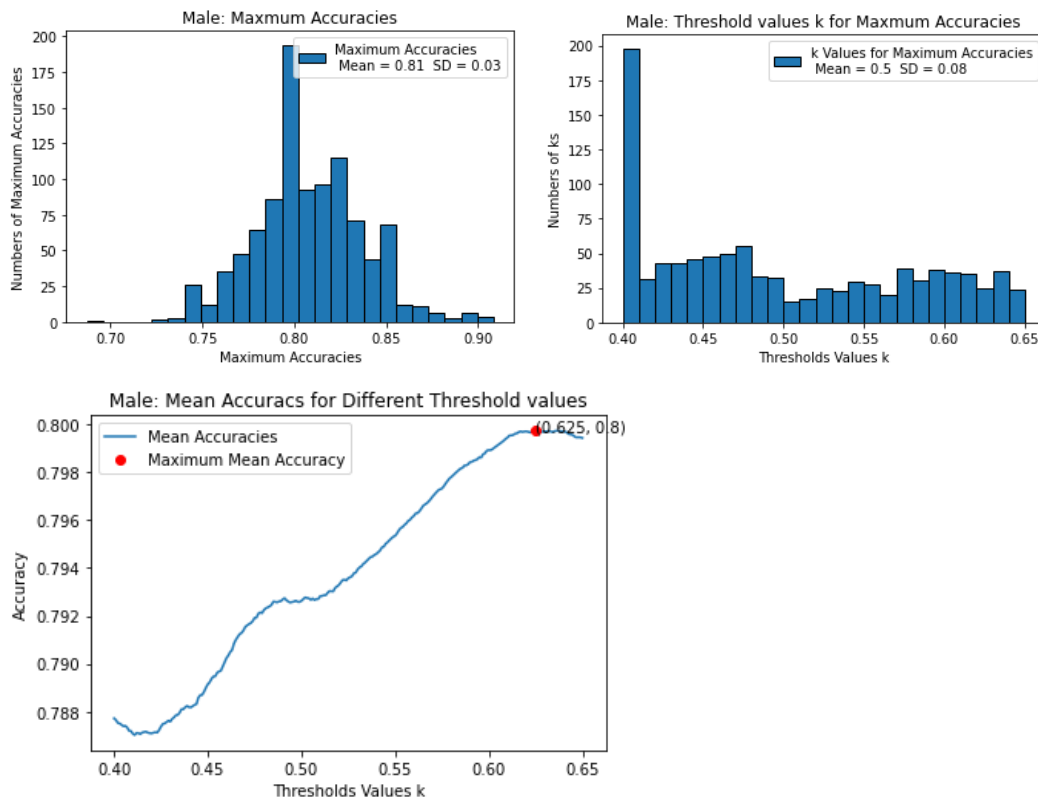 Male: Maxmum Accuracies
Numbers of Maximum Accuracies
200
175
150
125
100
75
50
25
0
Maximum Accuracies
Mean = 0.81 SD = 0.03
0.70 0.75 0.80 0.85 0.90
Maximum Accuracies
Male: Threshold values k for Maxmum Accuracies
Numbers of ks
200
175
150
125
100
75
50
25
0
k Values for Maximum Accuracies
Mean = 0.5 SD = 0.08
0.40 0.45 0.50 0.55 0.60 0.65
Thresholds Values k
Male: Mean Accuracs for Different Threshold values
Accuracy
0.800
0.798
0.796
0.794
0.792
0.790
0.788
Mean Accuracies
Maximum Mean Accuracy
(0.625, 0.8)
0.40 0.45 0.50 0.55 0.60 0.65
Thresholds Values k